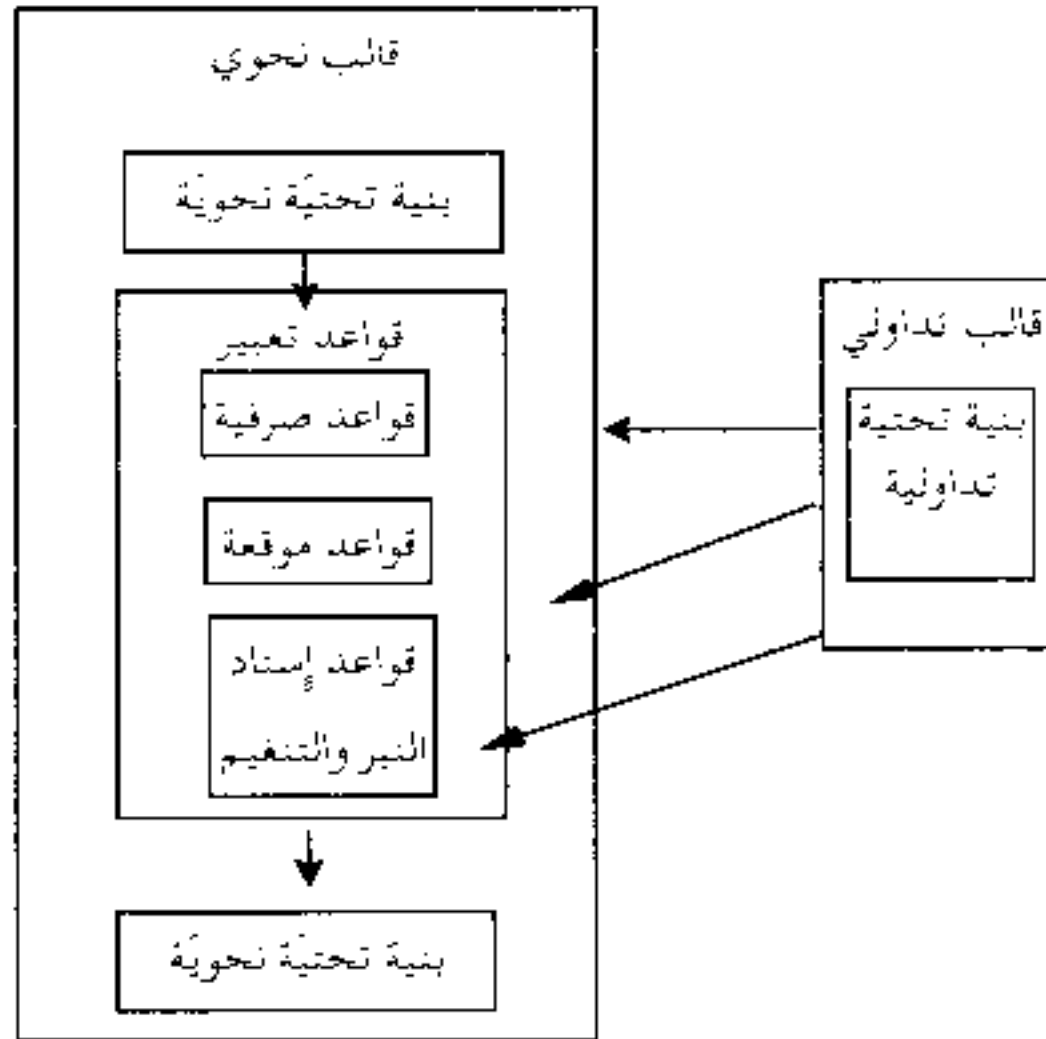 قالب نحوي
بنية تحتيَّة نحويَّة
قواعد تعبير
قواعد صرفية
قواعد موقعة
قواعد إسناد
النبر والتنغيم
بنية تحتيَّة نحويَّة
قالب تداولي
بنية تحتية
تداولية